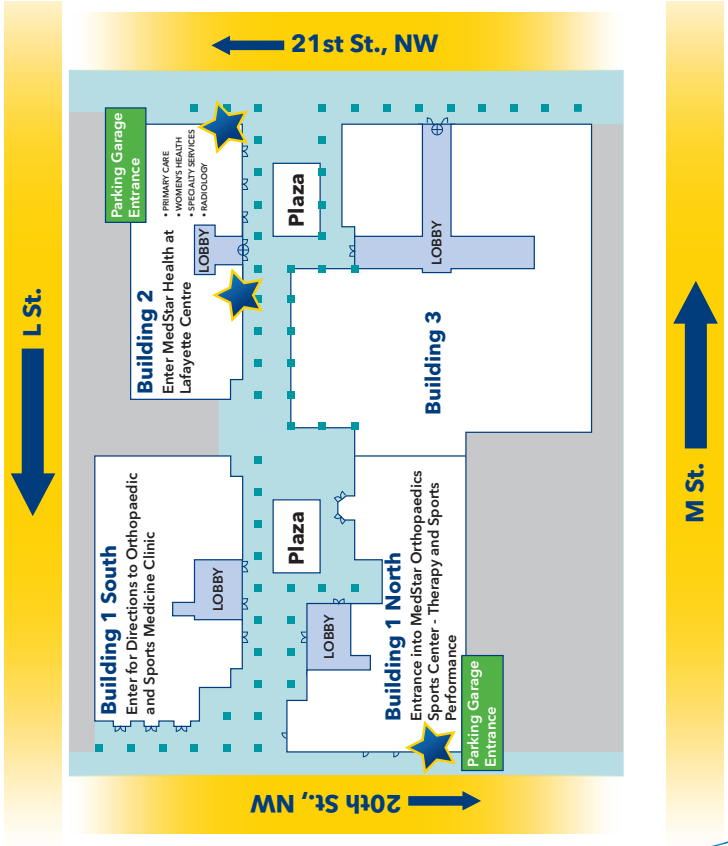 21st St., NW
L St.
M St.
20th St., NW
Parking Garage
Entrance
Building 2
Enter MedStar Health at
Lafayette Centre
• PRIMARY CARE
• WOMEN'S HEALTH
• SPECIALTY SERVICES
• RADIOLOGY
LOBBY
Plaza
LOBBY
Building 3
Building 1 South
Enter for Directions to Orthopaedic
and Sports Medicine Clinic
LOBBY
Plaza
LOBBY
Building 1 North
Entrance into MedStar Orthopaedics
Sports Center - Therapy and Sports
Performance
Parking Garage
Entrance